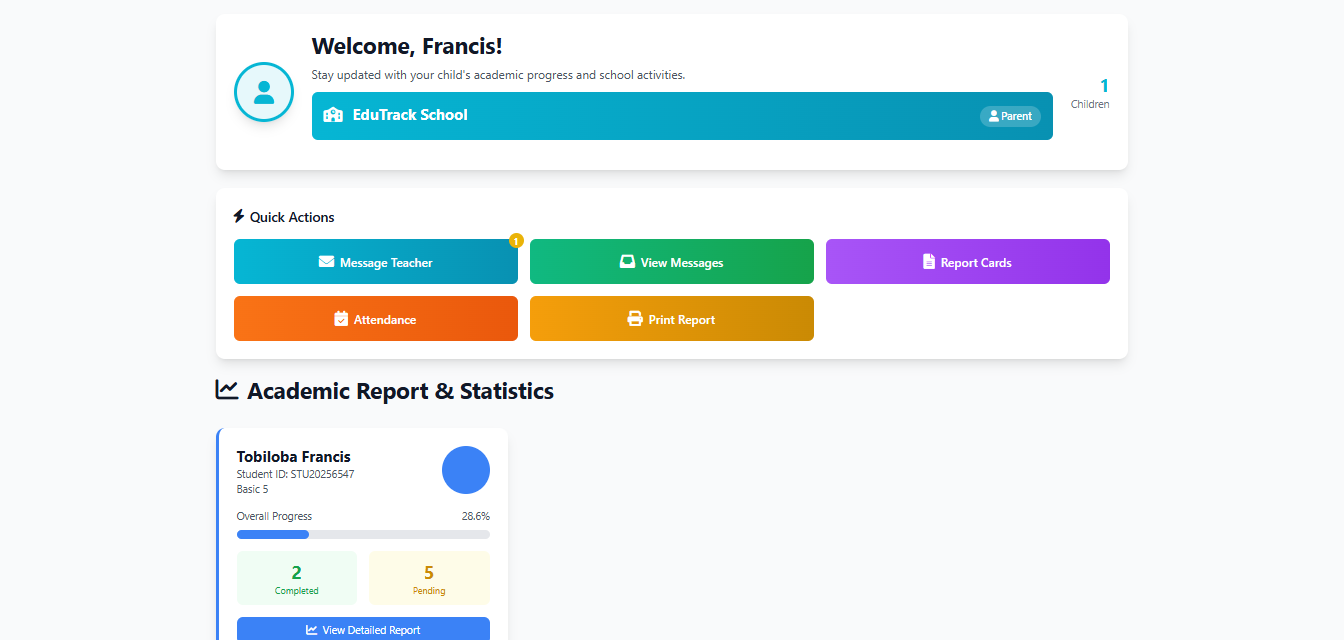 Welcome, Francis!
Stay updated with your child's academic progress and school activities.
EduTrack School
Parent
1
Children
Quick Actions
Message Teacher
1
View Messages
Report Cards
Attendance
Print Report
Academic Report & Statistics
Tobiloba Francis
Student ID: STU20256547
Basic 5
Overall Progress 28.6%
2
Completed
5
Pending
View Detailed Report